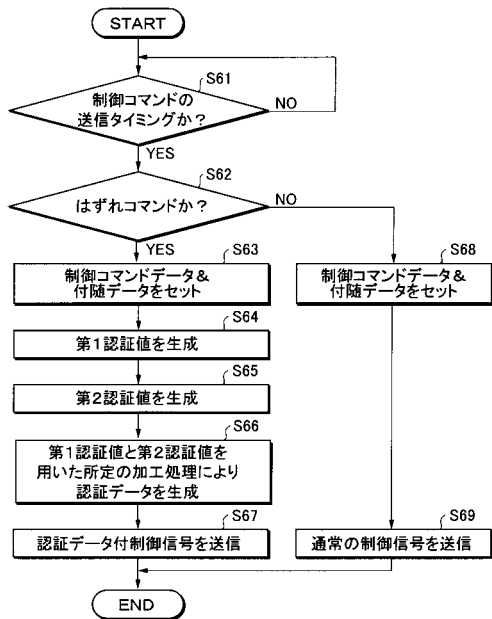 START
S61
制御コマンドの
送信タイミングか？
NO
YES
S62
はずれコマンドか？
NO
YES
S63
制御コマンドデータ&
付随データをセット
S68
制御コマンドデータ&
付随データをセット
S64
第1認証値を生成
S65
第2認証値を生成
S66
第1認証値と第2認証値を
用いた所定の加工処理により
認証データを生成
S67
認証データ付制御信号を送信
S69
通常の制御信号を送信
END